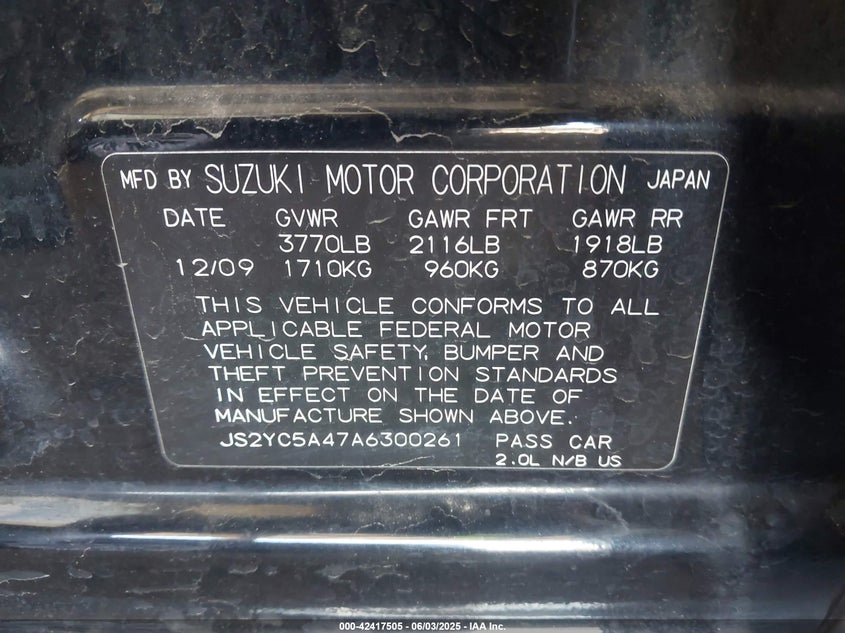 MFD BY SUZUKI MOTOR CORPORATION JAPAN
DATE GVWR GAWR FRT GAWR RR
3770LB 2116LB 1918LB
12/09 1710KG 960KG 870KG
THIS VEHICLE CONFORMS TO ALL
APPLICABLE FEDERAL MOTOR
VEHICLE SAFETY, BUMPER AND
THEFT PREVENTION STANDARDS
IN EFFECT ON THE DATE OF
MANUFACTURE SHOWN ABOVE.
JS2YC5A47A6300261 PASS CAR
2.0L N/B US
000-42417505 - 06/03/2025 - IAA Inc.